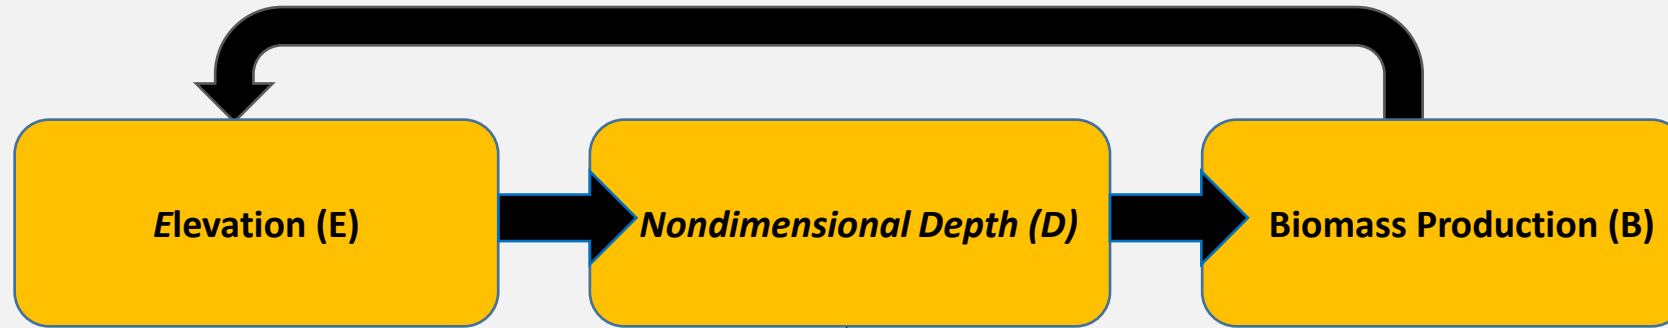 Elevation (E)
Nondimensional Depth (D)
Biomass Production (B)